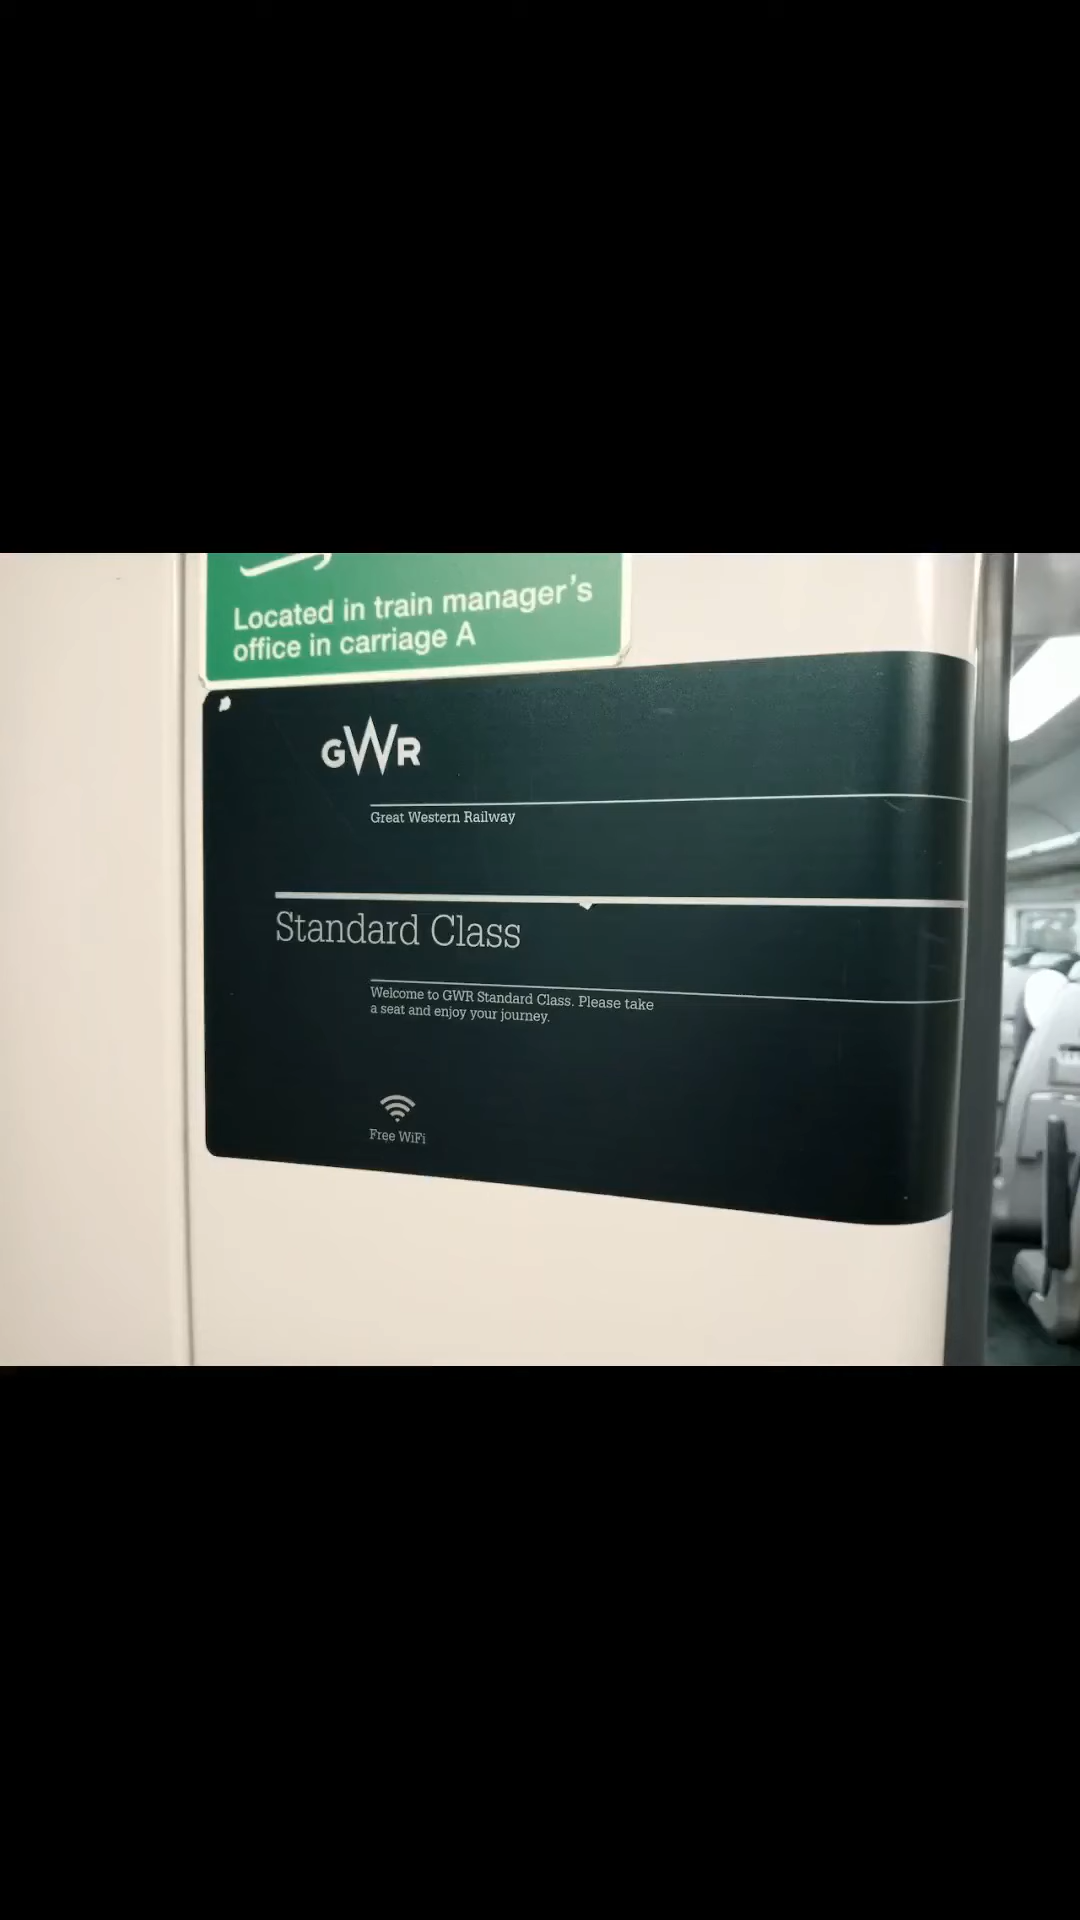 Located in train manager's
office in carriage A
GWR
Great Western Railway
Standard Class
Welcome to GWR Standard Class. Please take
a seat and enjoy your journey.
Free WiFi